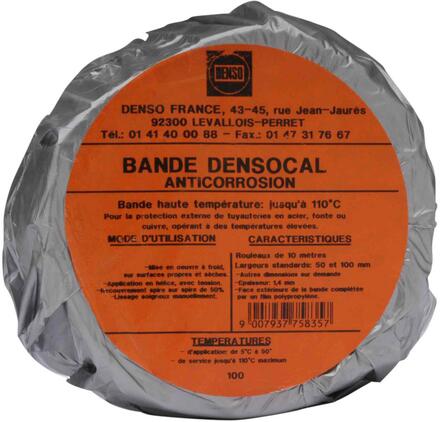 DENSO
DENSO FRANCE, 43-45, rue Jean-Jaurès
92300 LEVALLOIS-PERRET
Tél.: 01 41 40 00 88 - Fax.: 01 47 31 76 67
BANDE DENSOCAL
ANTICORROSION
Bande haute température: jusqu'à 110°C
Pour la protection externe de tuyauteries en acier, fonte ou
cuivre, opérant à des températures élevées.
MODE D'UTILISATION
-Mise en oeuvre à froid,
sur surfaces propres et sèches.
-Application en hélice, avec tension.
-Recouvrement spire sur spire de 50%.
-Lissage soigneux manuellement.
CARACTERISTIQUES
Rouleaux de 10 mètres
Largeurs standards: 50 et 100 mm
-Autres dimensions sur demande
-Epaisseur: 1,4 mm
-Face extérieure de la bande complétée
par un film polypropylène.
9 007937 758357
TEMPERATURES
- d'application: de 5°C à 50°
- de service jusqu'à 110°C maximum
100